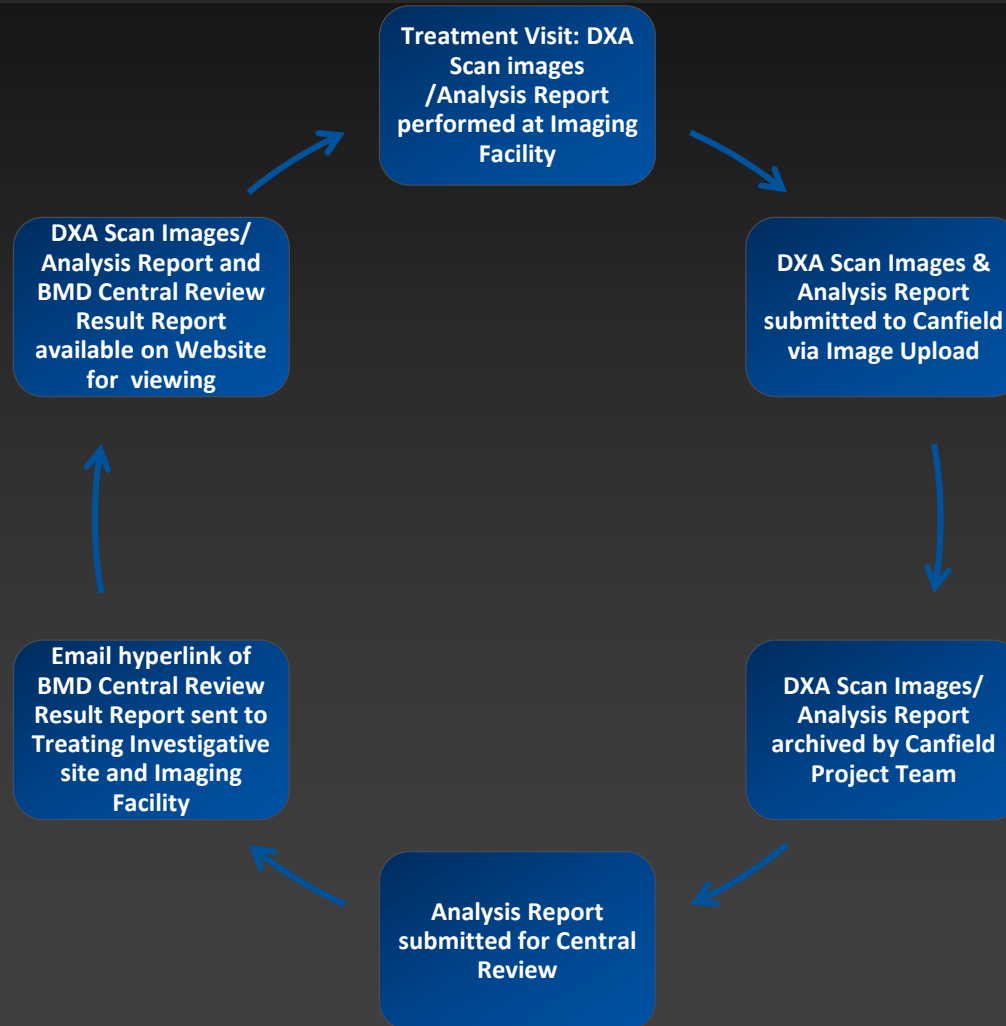 Treatment Visit: DXA
Scan images
/Analysis Report
performed at Imaging
Facility
DXA Scan Images &
Analysis Report
submitted to Canfield
via Image Upload
DXA Scan Images/
Analysis Report
archived by Canfield
Project Team
Analysis Report
submitted for Central
Review
Email hyperlink of
BMD Central Review
Result Report sent to
Treating Investigative
site and Imaging
Facility
DXA Scan Images/
Analysis Report and
BMD Central Review
Result Report
available on Website
for viewing